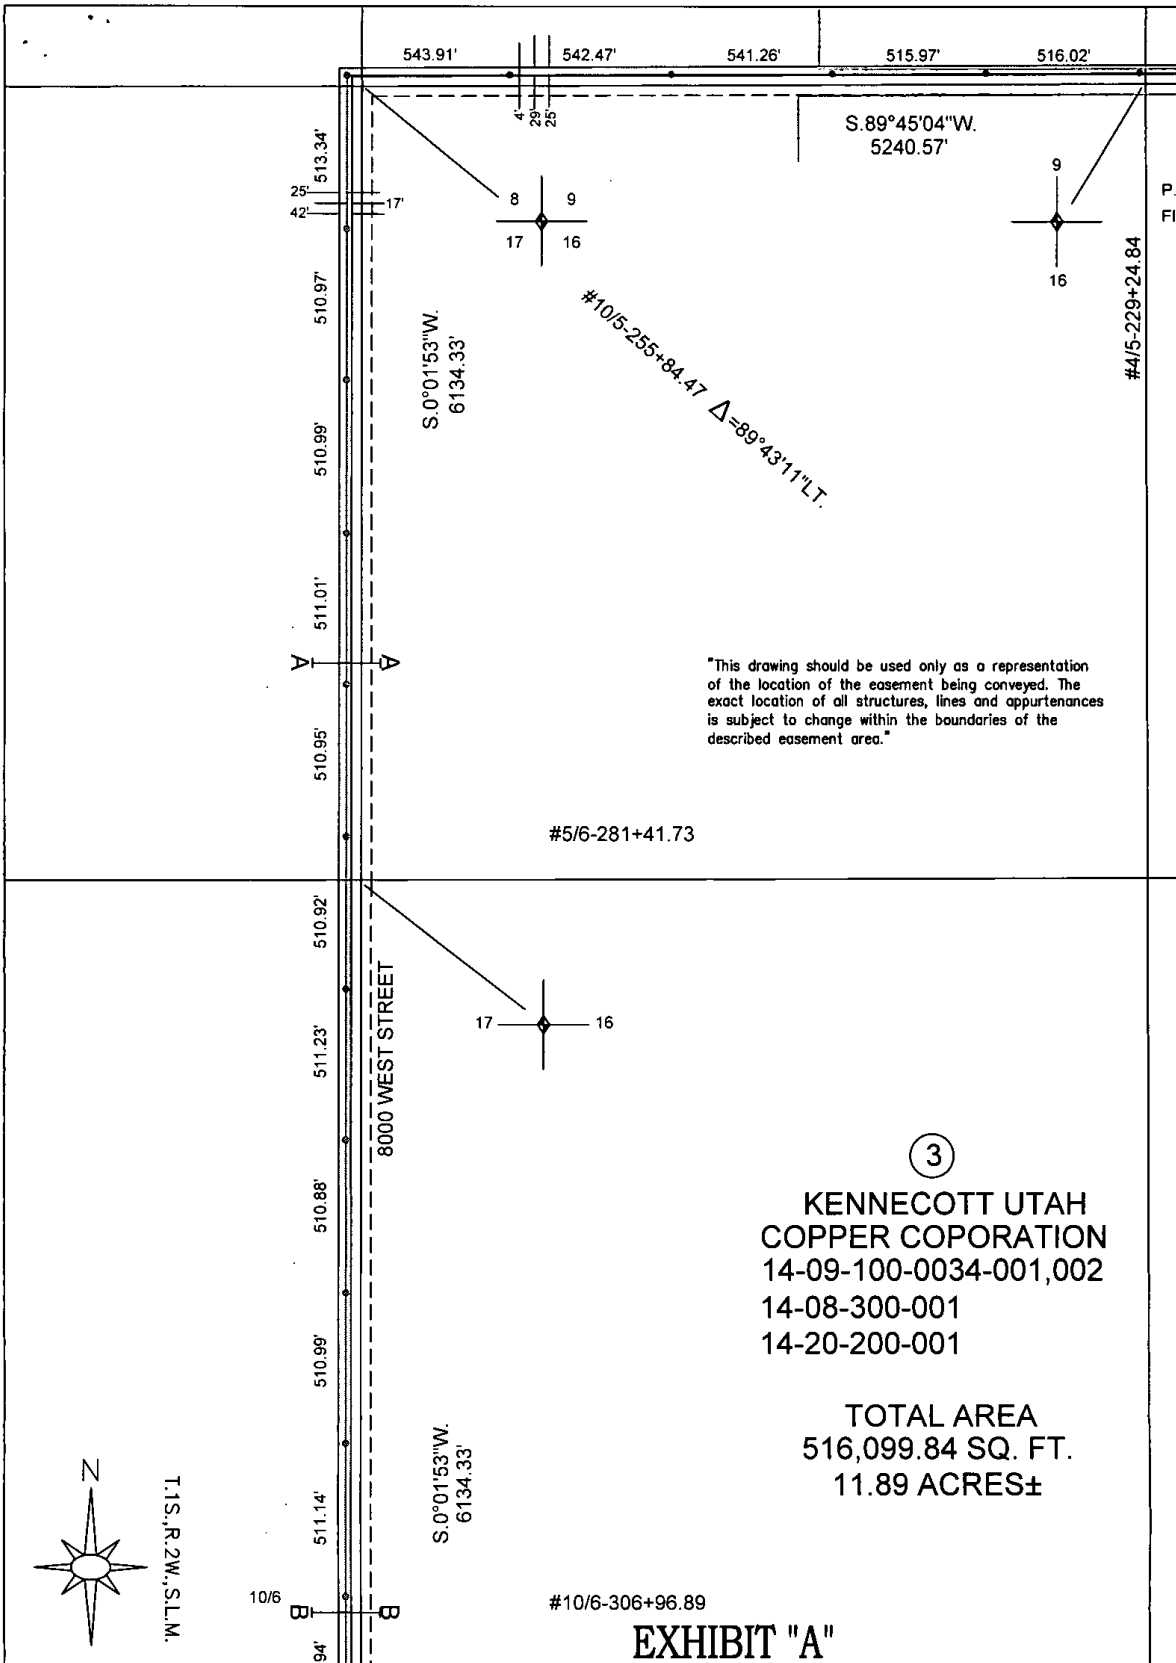 543.91' 542.47' 541.26' 515.97' 516.02'
4' 29' 25'
S.89°45'04"W.
5240.57'
513.34'
25'
17'
42'
8 9
17 16
9
16
P.
#4/5-229+24.84
510.97'
S.0°01'53"W.
6134.33'
#10/5-255+84.47 Δ=89°43'11"LT.
510.99'
511.01'
A A
"This drawing should be used only as a representation
of the location of the easement being conveyed. The
exact location of all structures, lines and appurtenances
is subject to change within the boundaries of the
described easement area."
510.95'
#5/6-281+41.73
510.92'
8000 WEST STREET
17 16
511.23'
3
KENNECOTT UTAH
COPPER COPORATION
14-09-100-0034-001,002
14-08-300-001
14-20-200-001
510.88'
510.99'
TOTAL AREA
516,099.84 SQ. FT.
11.89 ACRES±
S.0°01'53"W.
6134.33'
N
T.1S.,R.2W.,S.L.M.
511.14'
10/6 B B
#10/6-306+96.89
94'
EXHIBIT "A"